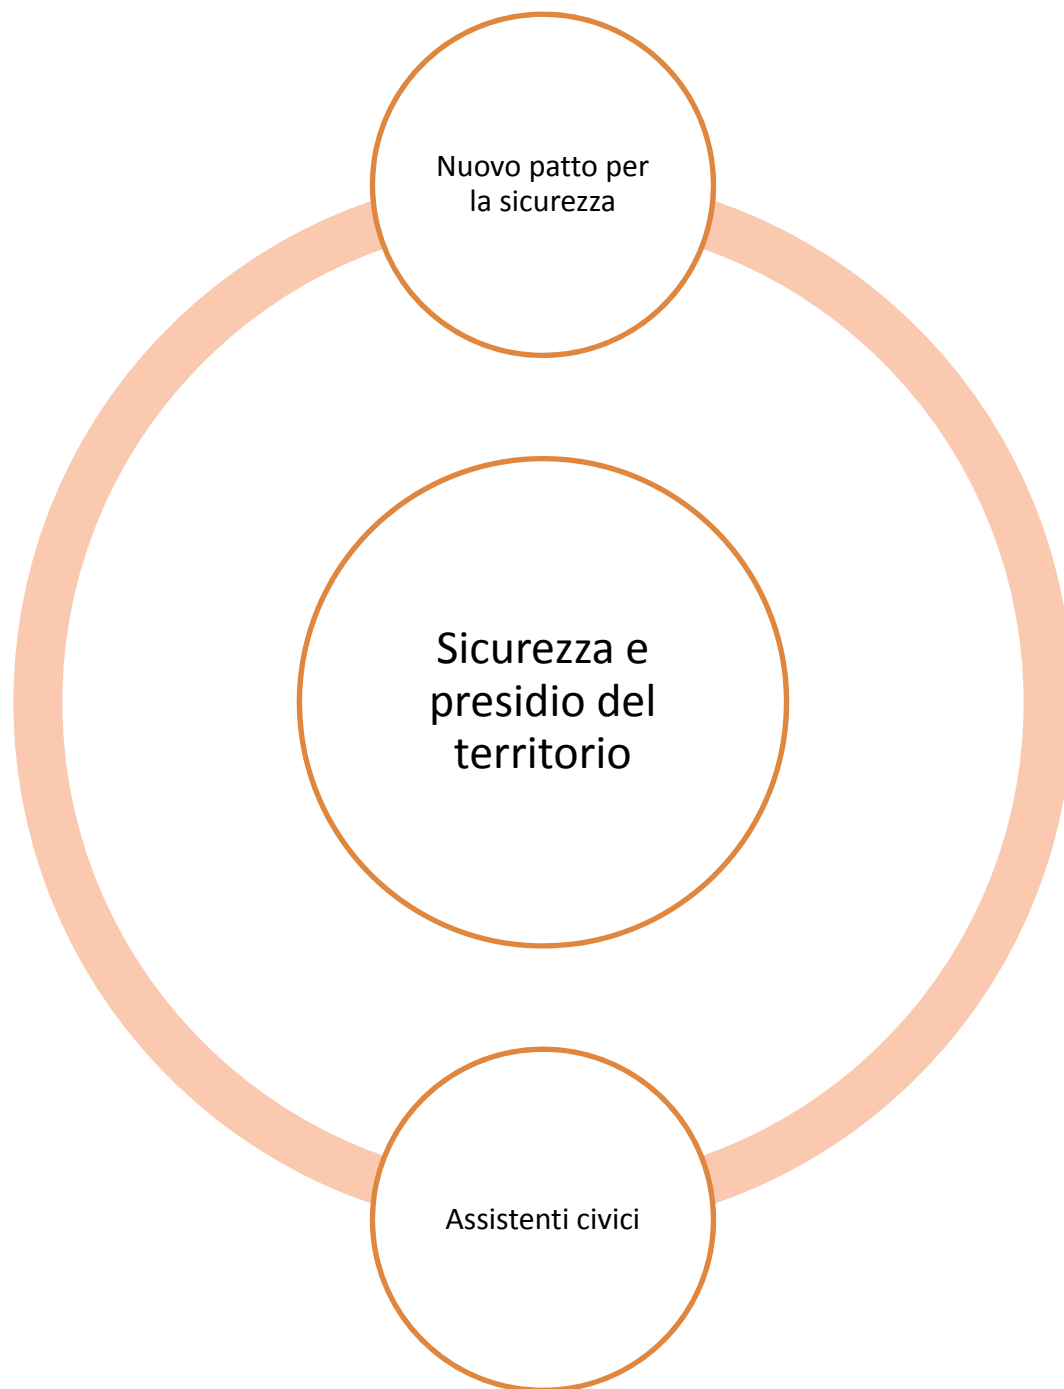 Nuovo patto per
la sicurezza
Sicurezza e
presidio del
territorio
Assistenti civici